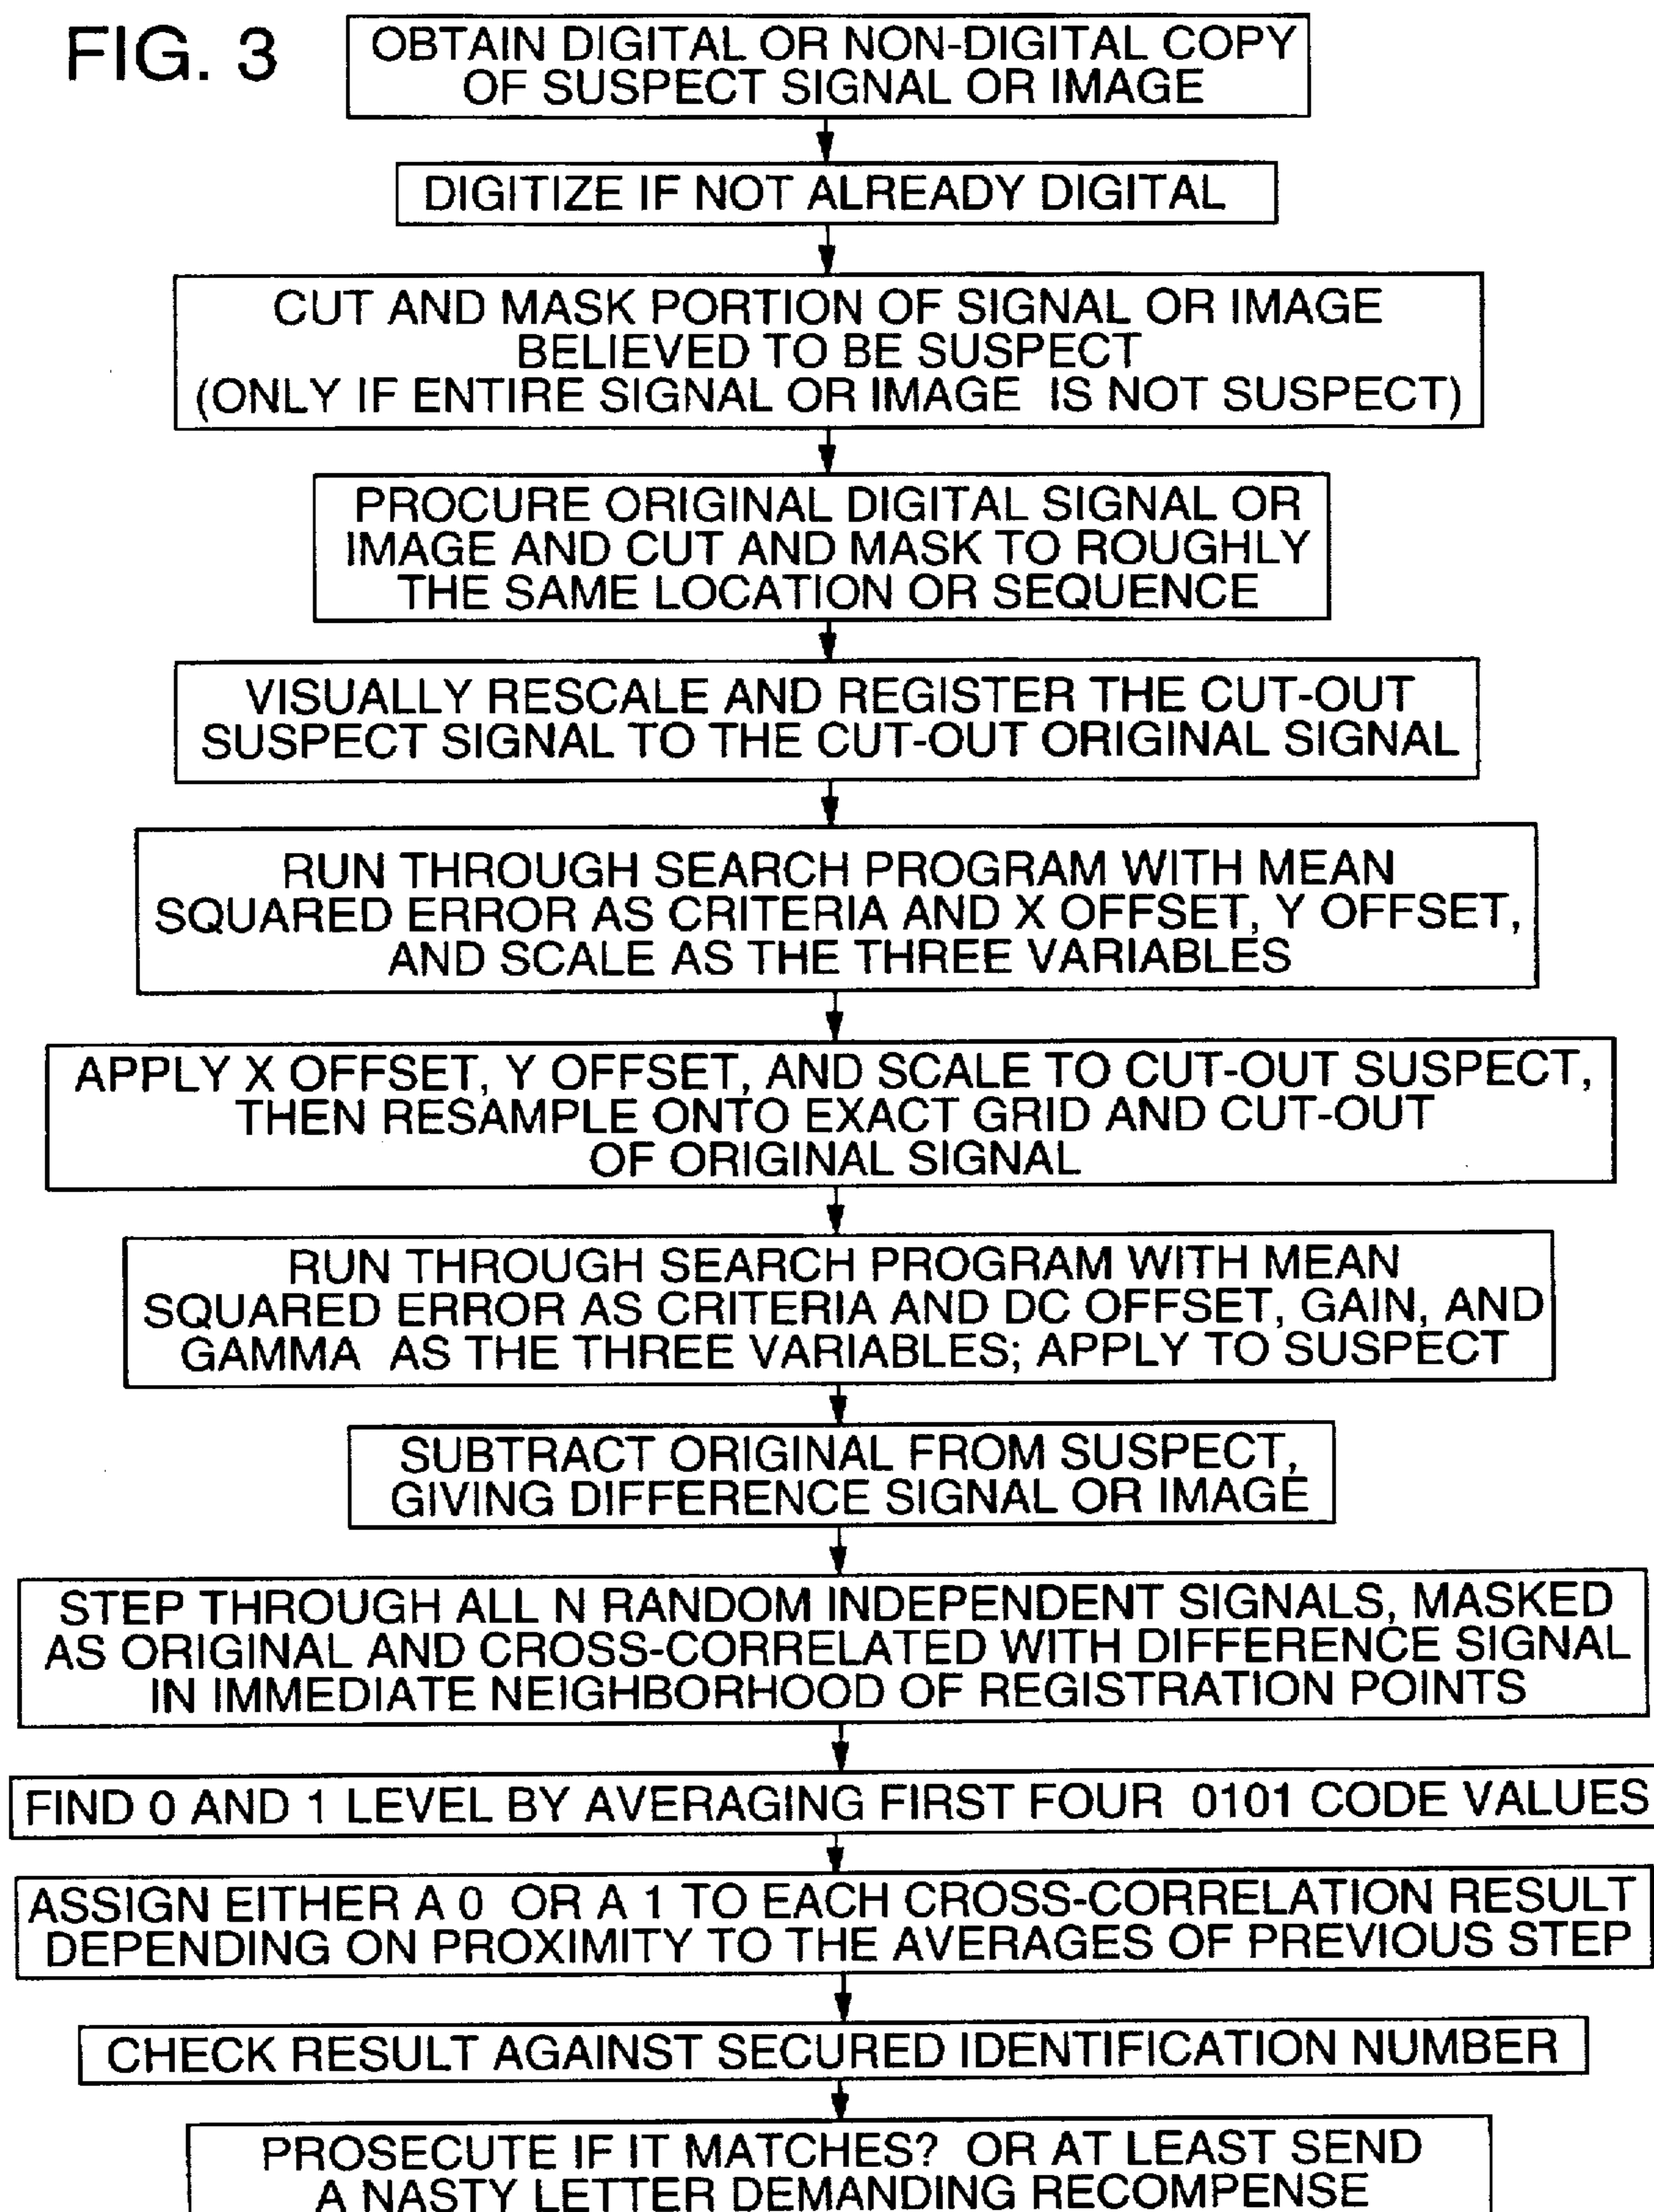 FIG. 3
OBTAIN DIGITAL OR NON-DIGITAL COPY
OF SUSPECT SIGNAL OR IMAGE
DIGITIZE IF NOT ALREADY DIGITAL
CUT AND MASK PORTION OF SIGNAL OR IMAGE
BELIEVED TO BE SUSPECT
(ONLY IF ENTIRE SIGNAL OR IMAGE IS NOT SUSPECT)
PROCURE ORIGINAL DIGITAL SIGNAL OR
IMAGE AND CUT AND MASK TO ROUGHLY
THE SAME LOCATION OR SEQUENCE
VISUALLY RESCALE AND REGISTER THE CUT-OUT
SUSPECT SIGNAL TO THE CUT-OUT ORIGINAL SIGNAL
RUN THROUGH SEARCH PROGRAM WITH MEAN
SQUARED ERROR AS CRITERIA AND X OFFSET, Y OFFSET,
AND SCALE AS THE THREE VARIABLES
APPLY X OFFSET, Y OFFSET, AND SCALE TO CUT-OUT SUSPECT,
THEN RESAMPLE ONTO EXACT GRID AND CUT-OUT
OF ORIGINAL SIGNAL
RUN THROUGH SEARCH PROGRAM WITH MEAN
SQUARED ERROR AS CRITERIA AND DC OFFSET, GAIN, AND
GAMMA AS THE THREE VARIABLES; APPLY TO SUSPECT
SUBTRACT ORIGINAL FROM SUSPECT,
GIVING DIFFERENCE SIGNAL OR IMAGE
STEP THROUGH ALL N RANDOM INDEPENDENT SIGNALS, MASKED
AS ORIGINAL AND CROSS-CORRELATED WITH DIFFERENCE SIGNAL
IN IMMEDIATE NEIGHBORHOOD OF REGISTRATION POINTS
FIND 0 AND 1 LEVEL BY AVERAGING FIRST FOUR 0101 CODE VALUES
ASSIGN EITHER A 0 OR A 1 TO EACH CROSS-CORRELATION RESULT
DEPENDING ON PROXIMITY TO THE AVERAGES OF PREVIOUS STEP
CHECK RESULT AGAINST SECURED IDENTIFICATION NUMBER
PROSECUTE IF IT MATCHES? OR AT LEAST SEND
A NASTY LETTER DEMANDING RECOMPENSE